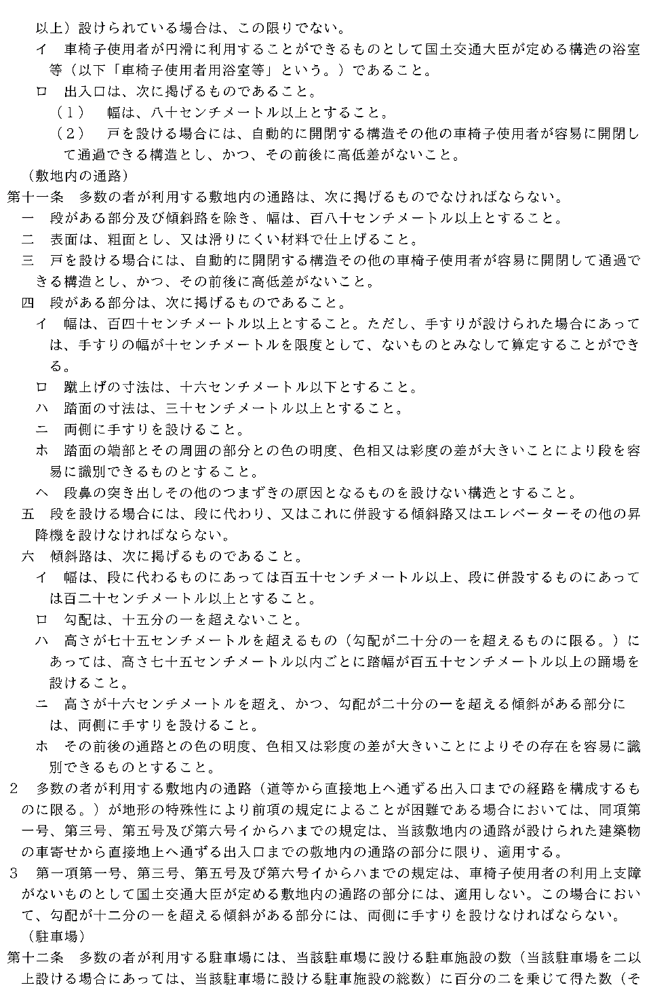 以上）設けられている場合は、この限りでない。
イ　車椅子使用者が円滑に利用することができるものとして国土交通大臣が定める構造の浴室
等（以下「車椅子使用者用浴室等」という。）であること。
ロ　出入口は、次に掲げるものであること。
（１）　幅は、八十センチメートル以上とすること。
（２）　戸を設ける場合には、自動的に開閉する構造その他の車椅子使用者が容易に開閉し
て通過できる構造とし、かつ、その前後に高低差がないこと。
（敷地内の通路）
第十一条　多数の者が利用する敷地内の通路は、次に掲げるものでなければならない。
一　段がある部分及び傾斜路を除き、幅は、百八十センチメートル以上とすること。
二　表面は、粗面とし、又は滑りにくい材料で仕上げること。
三　戸を設ける場合には、自動的に開閉する構造その他の車椅子使用者が容易に開閉して通過で
きる構造とし、かつ、その前後に高低差がないこと。
四　段がある部分は、次に掲げるものであること。
イ　幅は、百四十センチメートル以上とすること。ただし、手すりが設けられた場合にあって
は、手すりの幅が十センチメートルを限度として、ないものとみなして算定することができ
る。
ロ　蹴上げの寸法は、十六センチメートル以下とすること。
ハ　踏面の寸法は、三十センチメートル以上とすること。
ニ　両側に手すりを設けること。
ホ　踏面の端部とその周囲の部分との色の明度、色相又は彩度の差が大きいことにより段を容
易に識別できるものとすること。
ヘ　段鼻の突き出しその他のつまずきの原因となるものを設けない構造とすること。
五　段を設ける場合には、段に代わり、又はこれに併設する傾斜路又はエレベーターその他の昇
降機を設けなければならない。
六　傾斜路は、次に掲げるものであること。
イ　幅は、段に代わるものにあっては百五十センチメートル以上、段に併設するものにあって
は百二十センチメートル以上とすること。
ロ　勾配は、十五分の一を超えないこと。
ハ　高さが七十五センチメートルを超えるもの（勾配が二十分の一を超えるものに限る。）に
あっては、高さ七十五センチメートル以内ごとに踏幅が百五十センチメートル以上の踊場を
設けること。
ニ　高さが十六センチメートルを超え、かつ、勾配が二十分の一を超える傾斜がある部分に
は、両側に手すりを設けること。
ホ　その前後の通路との色の明度、色相又は彩度の差が大きいことによりその存在を容易に識
別できるものとすること。
２　多数の者が利用する敷地内の通路（道等から直接地上へ通ずる出入口までの経路を構成するも
のに限る。）が地形の特殊性により前項の規定によることが困難である場合においては、同項第
一号、第三号、第五号及び第六号イからハまでの規定は、当該敷地内の通路が設けられた建築物
の車寄せから直接地上へ通ずる出入口までの敷地内の通路の部分に限り、適用する。
３　第一項第一号、第三号、第五号及び第六号イからハまでの規定は、車椅子使用者の利用上支障
がないものとして国土交通大臣が定める敷地内の通路の部分には、適用しない。この場合におい
て、勾配が十二分の一を超える傾斜がある部分には、両側に手すりを設けなければならない。
（駐車場）
第十二条　多数の者が利用する駐車場には、当該駐車場に設ける駐車施設の数（当該駐車場を二以
上設ける場合にあっては、当該駐車場に設ける駐車施設の総数）に百分の二を乗じて得た数（そ